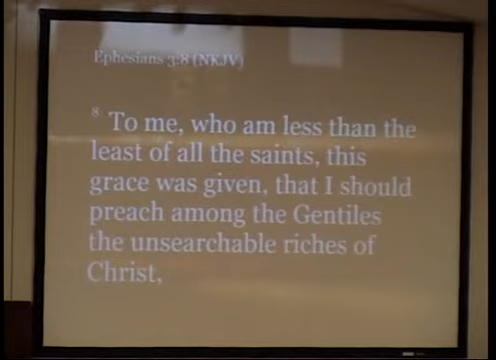 Ephesians 3:8 (NKJV)
8 To me, who am less than the
least of all the saints, this
grace was given, that I should
preach among the Gentiles
the unsearchable riches of
Christ,